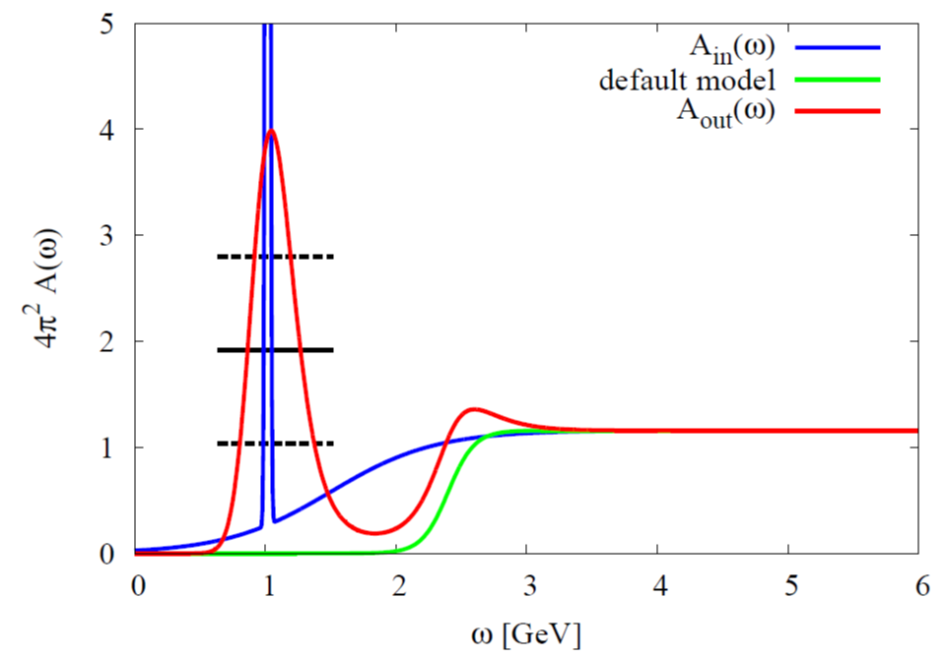 5
4
3
2
1
0
4π² A(ω)
A_in(ω)
default model
A_out(ω)
0 1 2 3 4 5 6
ω [GeV]